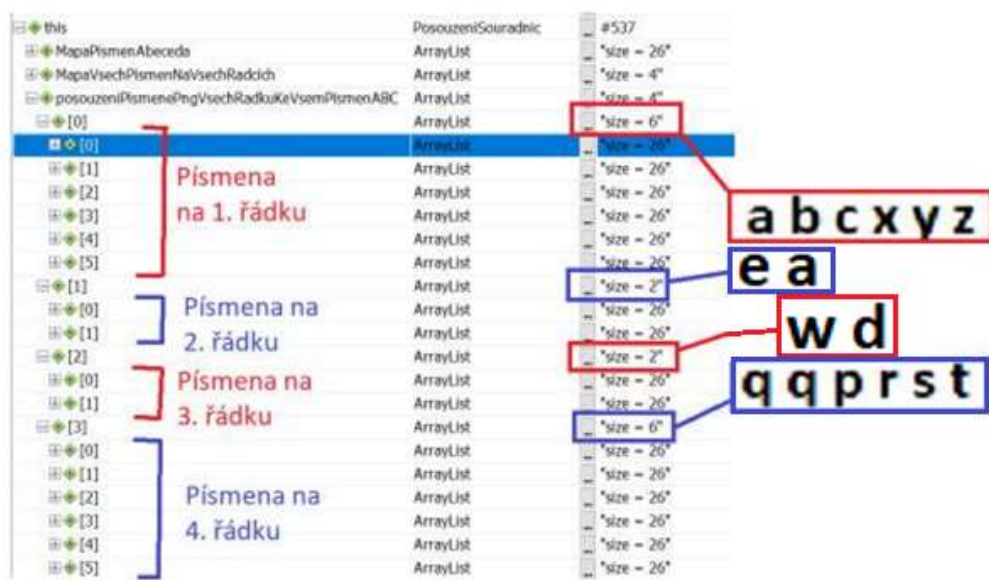 this PosouzeniSouradnic #537
MapaPismenAbeceda ArrayList "size = 26"
MapaVsechPismenNaVsechRadcich ArrayList "size = 4"
posouzeniPismenePngVsechRadkuKeVsemPismenABC ArrayList "size = 4"
[0] ArrayList "size = 6"
[0] ArrayList "size = 26"
[1] ArrayList "size = 26"
[2] ArrayList "size = 26"
[3] ArrayList "size = 26"
[4] ArrayList "size = 26"
[5] ArrayList "size = 26"
[1] ArrayList "size = 2"
[0] ArrayList "size = 26"
[1] ArrayList "size = 26"
[2] ArrayList "size = 2"
[0] ArrayList "size = 26"
[1] ArrayList "size = 26"
[3] ArrayList "size = 6"
[0] ArrayList "size = 26"
[1] ArrayList "size = 26"
[2] ArrayList "size = 26"
[3] ArrayList "size = 26"
[4] ArrayList "size = 26"
[5] ArrayList "size = 26"
Písmena
na 1. řádku
Písmena na
2. řádku
Písmena na
3. řádku
Písmena na
4. řádku
a b c x y z
e a
w d
q q p r s t